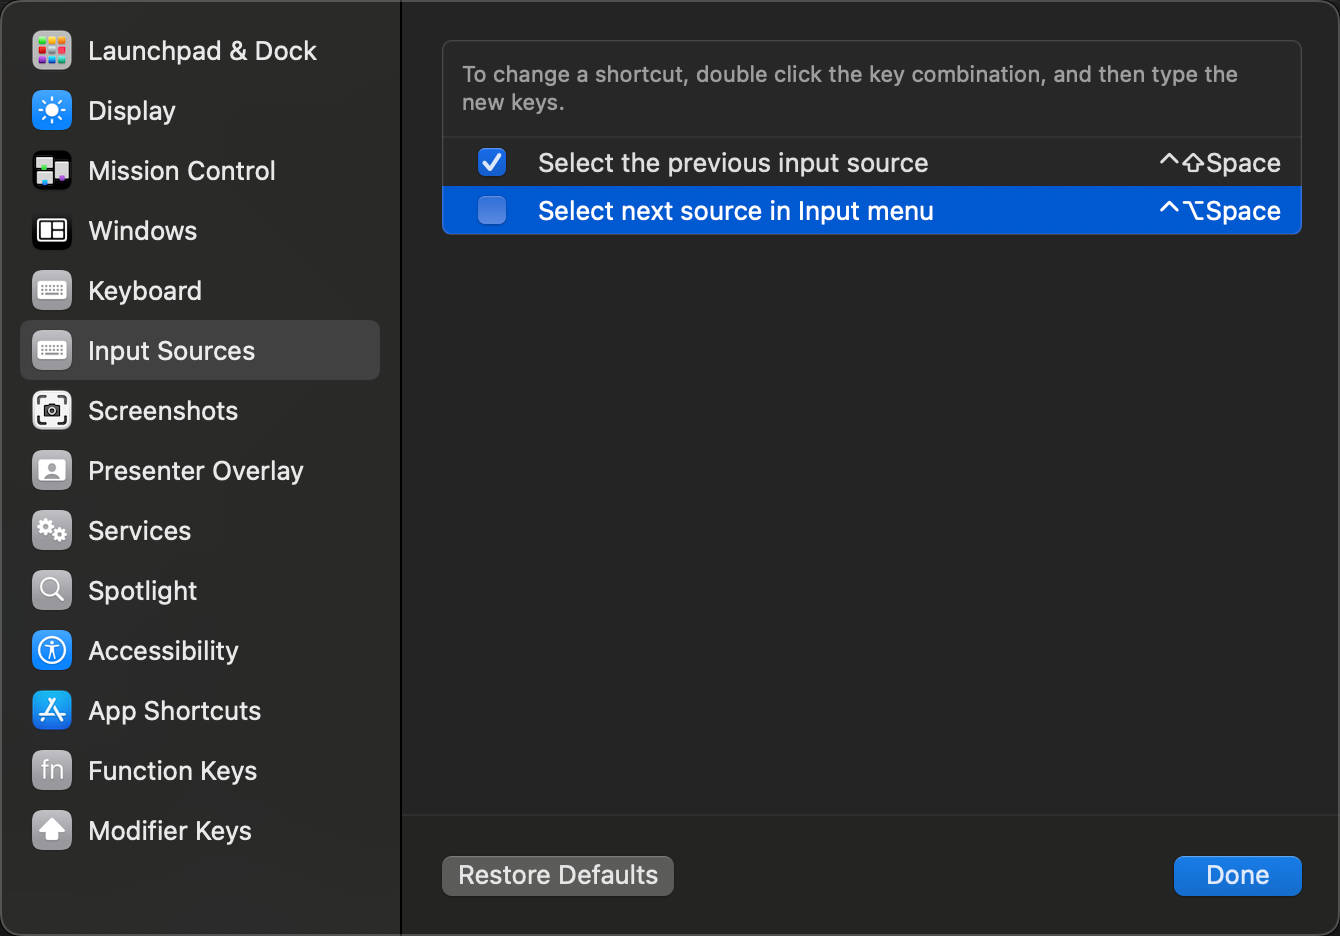 Launchpad & Dock
Display
Mission Control
Windows
Keyboard
Input Sources
Screenshots
Presenter Overlay
Services
Spotlight
Accessibility
App Shortcuts
fn Function Keys
Modifier Keys
To change a shortcut, double click the key combination, and then type the
new keys.
Select the previous input source ^⇧Space
Select next source in Input menu ^⌥Space
Restore Defaults
Done